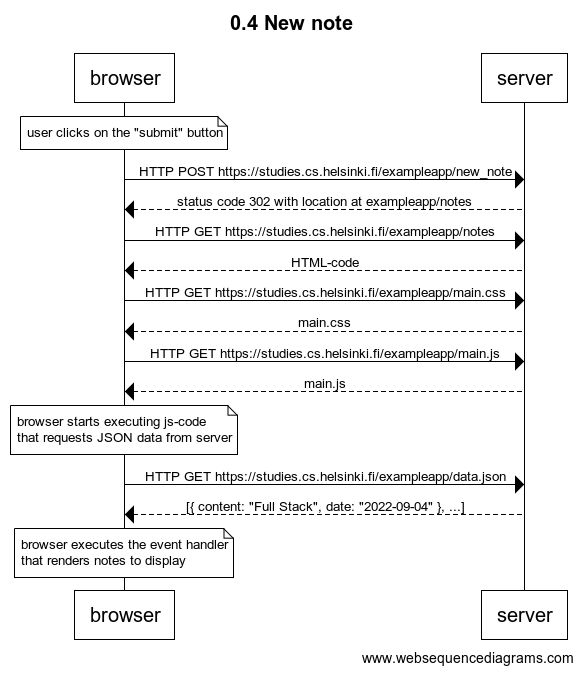 0.4 New note
browser
server
user clicks on the "submit" button
HTTP POST https://studies.cs.helsinki.fi/exampleapp/new_note
status code 302 with location at exampleapp/notes
HTTP GET https://studies.cs.helsinki.fi/exampleapp/notes
HTML-code
HTTP GET https://studies.cs.helsinki.fi/exampleapp/main.css
main.css
HTTP GET https://studies.cs.helsinki.fi/exampleapp/main.js
main.js
browser starts executing js-code
that requests JSON data from server
HTTP GET https://studies.cs.helsinki.fi/exampleapp/data.json
[{ content: "Full Stack", date: "2022-09-04" }, ...]
browser executes the event handler
that renders notes to display
browser
server
www.websequencediagrams.com